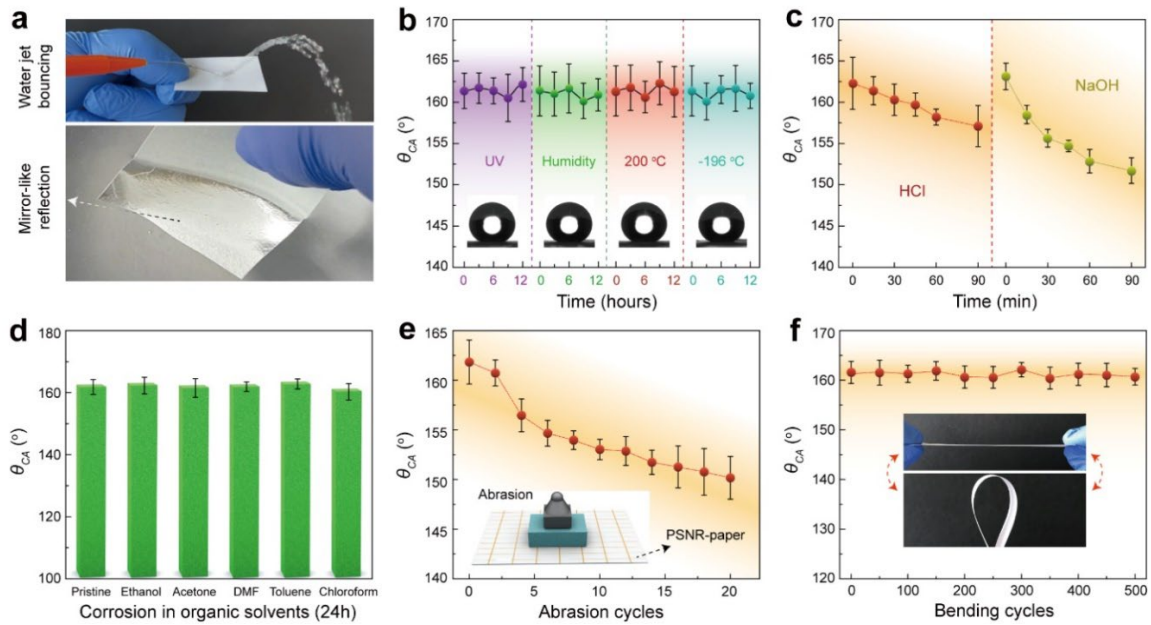 a
Water jet
bouncing
Mirror-like
reflection
b
θCA (°)
170
165
160
155
150
145
140
UV
Humidity
200 °C
-196 °C
0 6 12 0 6 12 0 6 12 0 6 12
Time (hours)
c
θCA (°)
170
165
160
155
150
145
140
HCl
NaOH
0 30 60 90 0 30 60 90
Time (min)
d
θCA (°)
180
160
140
120
100
Pristine Ethanol Acetone DMF Toluene Chloroform
Corrosion in organic solvents (24h)
e
θCA (°)
165
160
155
150
145
140
Abrasion
PSNR-paper
0 5 10 15 20
Abrasion cycles
f
θCA (°)
170
160
150
140
130
120
0 100 200 300 400 500
Bending cycles